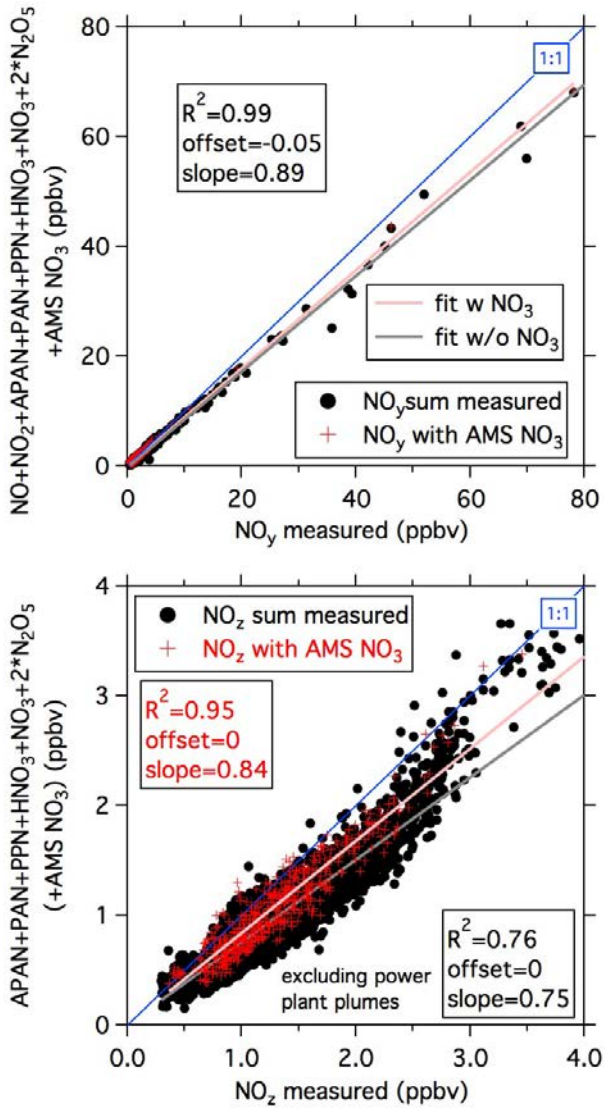 NO+NO₂+APAN+PAN+PPN+HNO₃+NO₃+2*N₂O₅
+AMS NO₃ (ppbv)
80
60
40
20
0
1:1
R²=0.99
offset=-0.05
slope=0.89
fit w NO₃
fit w/o NO₃
NOysum measured
NOy with AMS NO₃
0
20
40
60
80
NOy measured (ppbv)
APAN+PAN+PPN+HNO₃+NO₃+2*N₂O₅
(+AMS NO₃) (ppbv)
4
3
2
1
0
NOz sum measured
NOz with AMS NO₃
1:1
R²=0.95
offset=0
slope=0.84
R²=0.76
offset=0
slope=0.75
excluding power
plant plumes
0.0
1.0
2.0
3.0
4.0
NOz measured (ppbv)